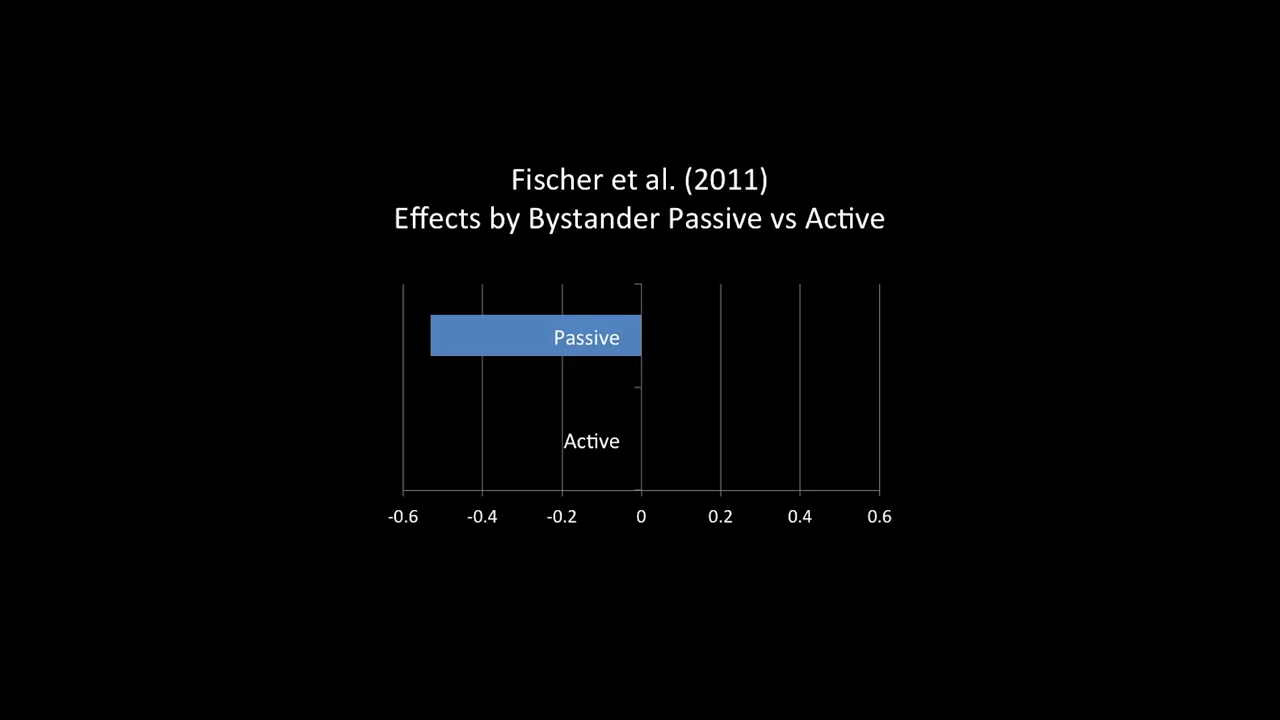 Fischer et al. (2011)
Effects by Bystander Passive vs Active
Passive
Active
-0.6 -0.4 -0.2 0 0.2 0.4 0.6